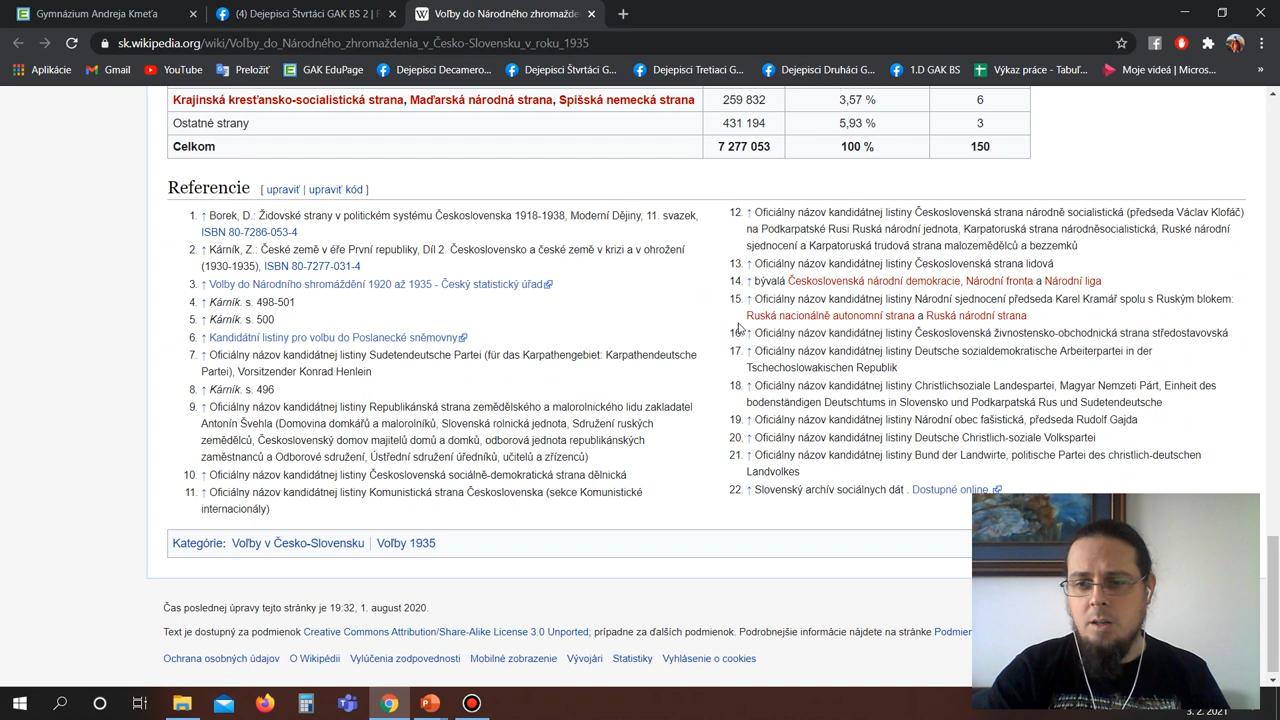 Gymnázium Andreja Kmeťa
(4) Dejepisci Štvrtáci GAK BS 2 | F
Voľby do Národného zhromažde
sk.wikipedia.org/wiki/Voľby_do_Národného_zhromaždenia_v_Česko-Slovensku_v_roku_1935
Aplikácie
Gmail
YouTube
Preložiť
GAK EduPage
Dejepisci Decamero...
Dejepisci Štvrtáci G...
Dejepisci Tretiaci G...
Dejepisci Druháci G...
1.D GAK BS
Výkaz práce - Tabuľ...
Moje videá | Micros...
»
Krajinská kresťansko-socialistická strana, Maďarská národná strana, Spišská nemecká strana 259 832 3,57 % 6
Ostatné strany 431 194 5,93 % 3
Celkom 7 277 053 100 % 150
Referencie [ upraviť | upraviť kód ]
1. ↑ Borek, D.: Židovské strany v politickém systému Československa 1918-1938, Moderní Dějiny, 11. svazek,
ISBN 80-7286-053-4
2. ↑ Kárník, Z.: České země v éře První republiky, Díl 2. Československo a české země v krizi a v ohrožení
(1930-1935), ISBN 80-7277-031-4
3. ↑ Volby do Národního shromáždění 1920 až 1935 - Český statistický úřad
4. ↑ Kárník. s. 498-501
5. ↑ Kárník. s. 500
6. ↑ Kandidátní listiny pro volbu do Poslanecké sněmovny
7. ↑ Oficiálny názov kandidátnej listiny Sudetendeutsche Partei (für das Karpathengebiet: Karpathendeutsche
Partei), Vorsitzender Konrad Henlein
8. ↑ Kárník. s. 496
9. ↑ Oficiálny názov kandidátnej listiny Republikánská strana zemědělského a malorolnického lidu zakladatel
Antonín Švehla (Domovina domkářů a malorolníků, Slovenská rolnická jednota, Sdružení ruských
zemědělců, Československý domov majitelů domů a domků, odborová jednota republikánských
zaměstnanců a Odborové sdružení, Ústřední sdružení úředníků, učitelů a zřízenců)
10. ↑ Oficiálny názov kandidátnej listiny Československá sociálně-demokratická strana dělnická
11. ↑ Oficiálny názov kandidátnej listiny Komunistická strana Československa (sekce Komunistické
internacionály)
12. ↑ Oficiálny názov kandidátnej listiny Československá strana národně socialistická (předseda Václav Klofáč)
na Podkarpatské Rusi Ruská národní jednota, Karpatoruská strana národněsocialistická, Ruské národní
sjednocení a Karpatoruská trudová strana malozemědělců a bezzemků
13. ↑ Oficiálny názov kandidátnej listiny Československá strana lidová
14. ↑ bývalá Československá národní demokracie, Národní fronta a Národní liga
15. ↑ Oficiálny názov kandidátnej listiny Národní sjednocení předseda Karel Kramář spolu s Ruským blokem:
Ruská nacionálně autonomní strana a Ruská národní strana
16. ↑ Oficiálny názov kandidátnej listiny Československá živnostensko-obchodnická strana středostavovská
17. ↑ Oficiálny názov kandidátnej listiny Deutsche sozialdemokratische Arbeiterpartei in der
Tschechoslowakischen Republik
18. ↑ Oficiálny názov kandidátnej listiny Christlichsoziale Landespartei, Magyar Nemzeti Párt, Einheit des
bodenständigen Deutschtums in Slovensko und Podkarpatská Rus und Sudetendeutsche
19. ↑ Oficiálny názov kandidátnej listiny Národní obec fašistická, předseda Rudolf Gajda
20. ↑ Oficiálny názov kandidátnej listiny Deutsche Christlich-soziale Volkspartei
21. ↑ Oficiálny názov kandidátnej listiny Bund der Landwirte, politische Partei des christlich-deutschen
Landvolkes
22. ↑ Slovenský archív sociálnych dát . Dostupné online.
Kategórie: Voľby v Česko-Slovensku | Voľby 1935
Čas poslednej úpravy tejto stránky je 19:32, 1. august 2020.
Text je dostupný za podmienok Creative Commons Attribution/Share-Alike License 3.0 Unported; prípadne za ďalších podmienok. Podrobnejšie informácie nájdete na stránke Podmien
Ochrana osobných údajov O Wikipédii Vylúčenia zodpovednosti Mobilné zobrazenie Vývojári Statistiky Vyhlásenie o cookies
3. 2. 2021